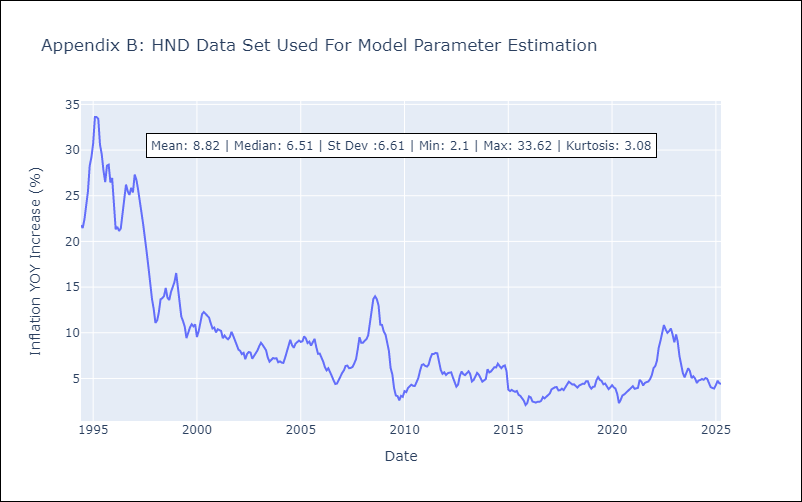 Appendix B: HND Data Set Used For Model Parameter Estimation
Mean: 8.82 | Median: 6.51 | St Dev :6.61 | Min: 2.1 | Max: 33.62 | Kurtosis: 3.08
Inflation YOY Increase (%)
35
30
25
20
15
10
5
1995 2000 2005 2010 2015 2020 2025
Date